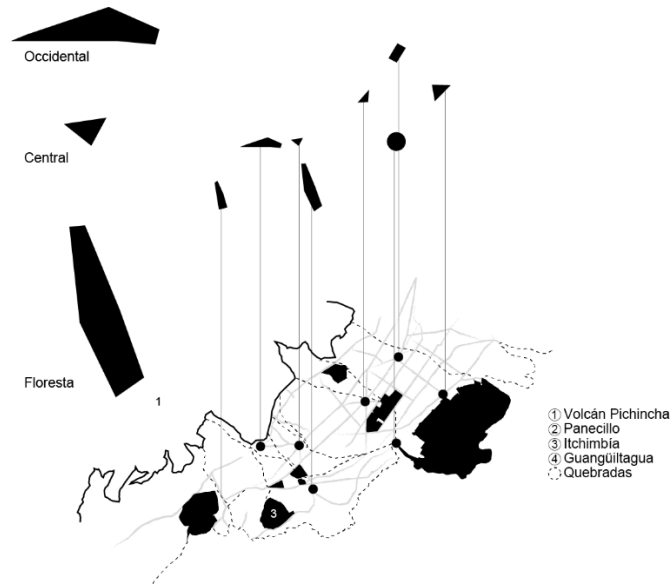 Occidental
Central
Floresta
1
3
① Volcán Pichincha
② Panecillo
③ Itchimbía
④ Guangüiltagua
Quebradas